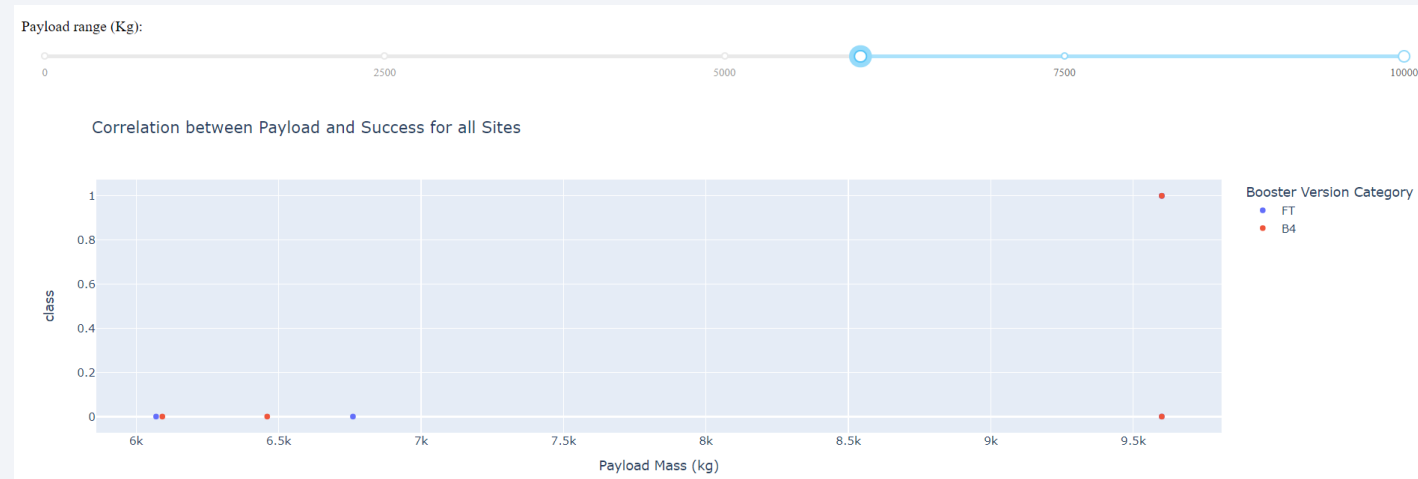 Payload range (Kg):
0 2500 5000 7500 10000
Correlation between Payload and Success for all Sites
Booster Version Category
FT
B4
1
0.8
0.6
0.4
0.2
0
class
6k 6.5k 7k 7.5k 8k 8.5k 9k 9.5k
Payload Mass (kg)